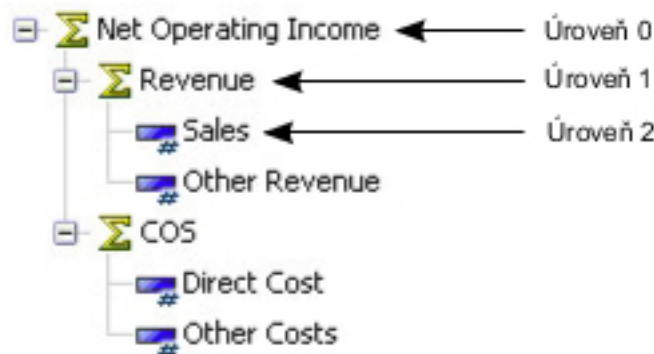 Net Operating Income Úroveň 0
Revenue Úroveň 1
Sales Úroveň 2
Other Revenue
COS
Direct Cost
Other Costs